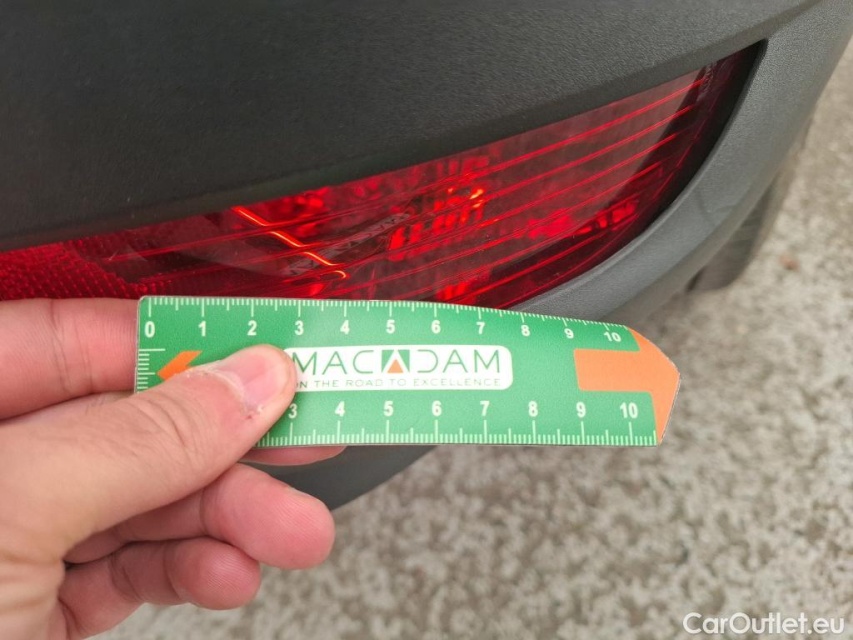 0 1 2 3 4 5 6 7 8 9 10
MACADAM
N THE ROAD TO EXCELLENCE
3 4 5 6 7 8 9 10
CarOutlet.eu